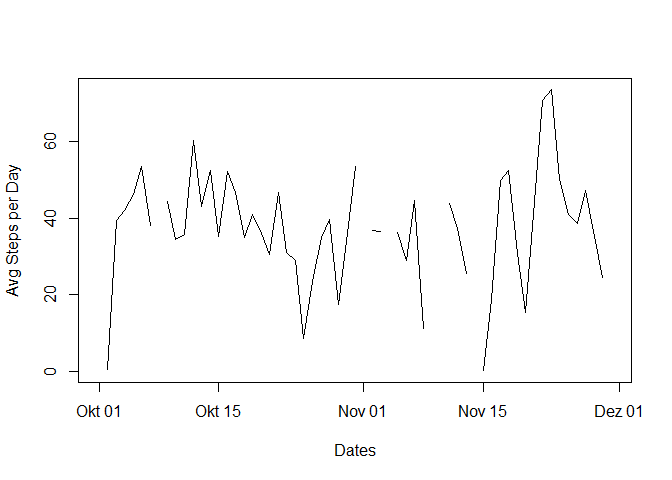 Avg Steps per Day
60
40
20
0
Okt 01
Okt 15
Nov 01
Nov 15
Dez 01
Dates